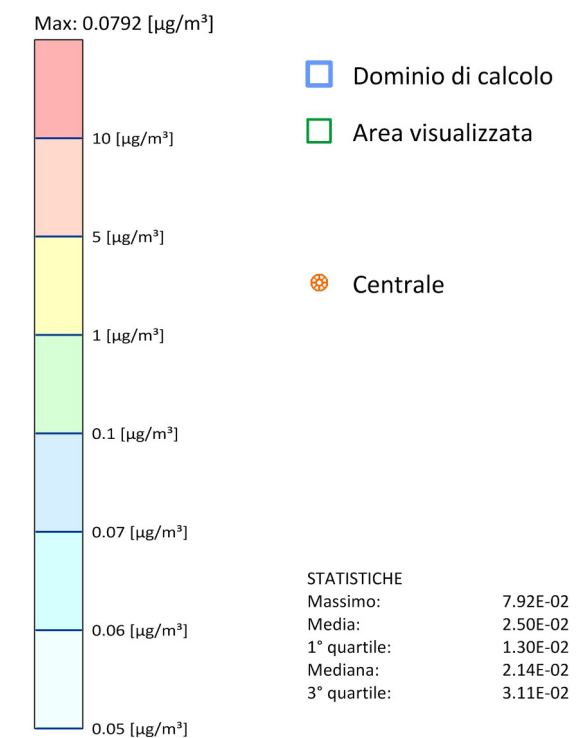 Max: 0.0792 [µg/m³]
10 [µg/m³]
5 [µg/m³]
1 [µg/m³]
0.1 [µg/m³]
0.07 [µg/m³]
0.06 [µg/m³]
0.05 [µg/m³]
Dominio di calcolo
Area visualizzata
Centrale
STATISTICHE
Massimo: 7.92E-02
Media: 2.50E-02
1° quartile: 1.30E-02
Mediana: 2.14E-02
3° quartile: 3.11E-02